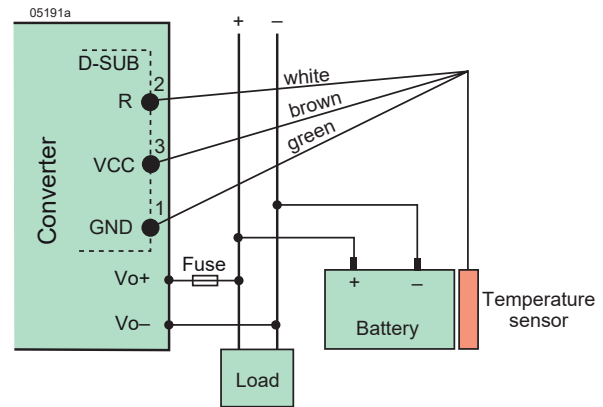 05191a
+ –
D-SUB
2
R
white
brown
3
VCC
green
1
GND
Converter
Fuse
Vo+
+ –
Temperature
sensor
Battery
Vo–
Load